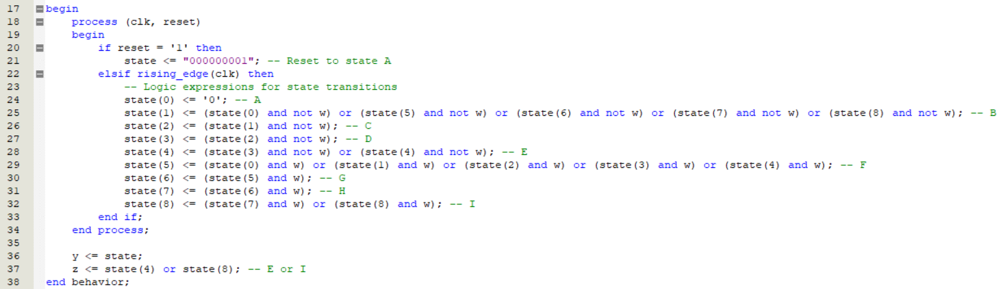 17 begin
18 process (clk, reset)
19 begin
20 if reset = '1' then
21 state <= "000000001"; -- Reset to state A
22 elsif rising_edge(clk) then
23 -- Logic expressions for state transitions
24 state(0) <= '0'; -- A
25 state(1) <= (state(0) and not w) or (state(5) and not w) or (state(6) and not w) or (state(7) and not w) or (state(8) and not w); -- B
26 state(2) <= (state(1) and not w); -- C
27 state(3) <= (state(2) and not w); -- D
28 state(4) <= (state(3) and not w) or (state(4) and not w); -- E
29 state(5) <= (state(0) and w) or (state(1) and w) or (state(2) and w) or (state(3) and w) or (state(4) and w); -- F
30 state(6) <= (state(5) and w); -- G
31 state(7) <= (state(6) and w); -- H
32 state(8) <= (state(7) and w) or (state(8) and w); -- I
33 end if;
34 end process;
35
36 y <= state;
37 z <= state(4) or state(8); -- E or I
38 end behavior;